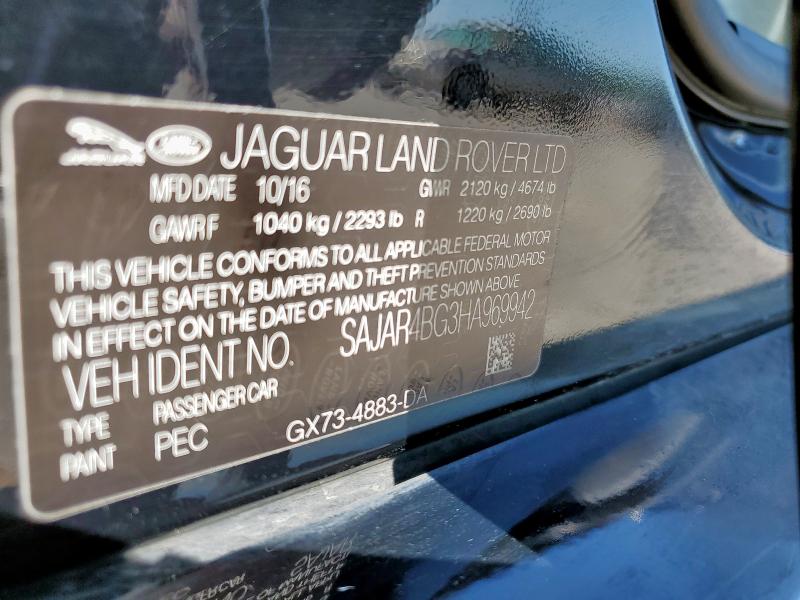 JAGUAR LAND ROVER LTD
MFD DATE 10/16 GVWR 2120 kg / 4674 lb
GAWR F 1040 kg / 2293 lb R 1220 kg / 2690 lb
THIS VEHICLE CONFORMS TO ALL APPLICABLE FEDERAL MOTOR
VEHICLE SAFETY, BUMPER AND THEFT PREVENTION STANDARDS
IN EFFECT ON THE DATE OF MANUFACTURE SHOWN ABOVE
VEH IDENT NO. SAJAR4BG3HA969942
TYPE PASSENGER CAR
PAINT PEC GX73-4883-DA